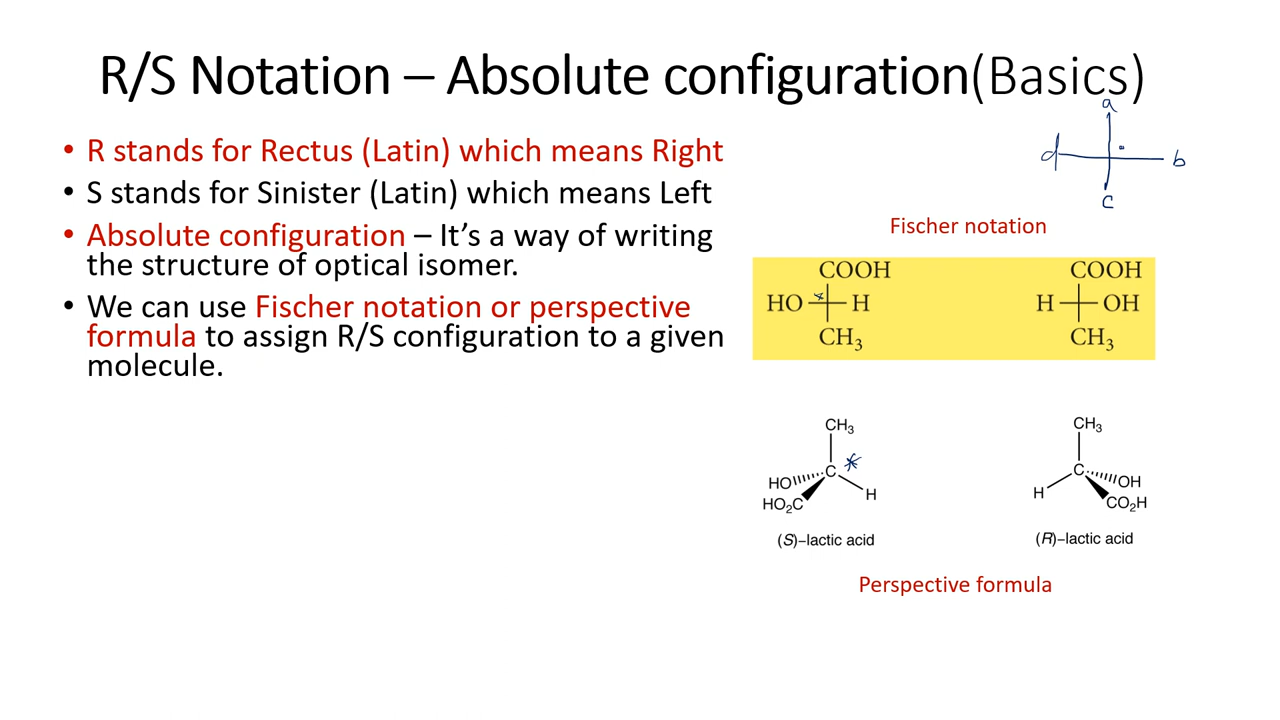 R/S Notation – Absolute configuration(Basics)
• R stands for Rectus (Latin) which means Right
• S stands for Sinister (Latin) which means Left
• Absolute configuration – It’s a way of writing
the structure of optical isomer.
• We can use Fischer notation or perspective
formula to assign R/S configuration to a given
molecule.
a
d b
c
Fischer notation
COOH COOH
HO H H OH
CH₃ CH₃
CH₃ CH₃
C * C
HO H H OH
HO₂C CO₂H
(S)–lactic acid (R)–lactic acid
Perspective formula